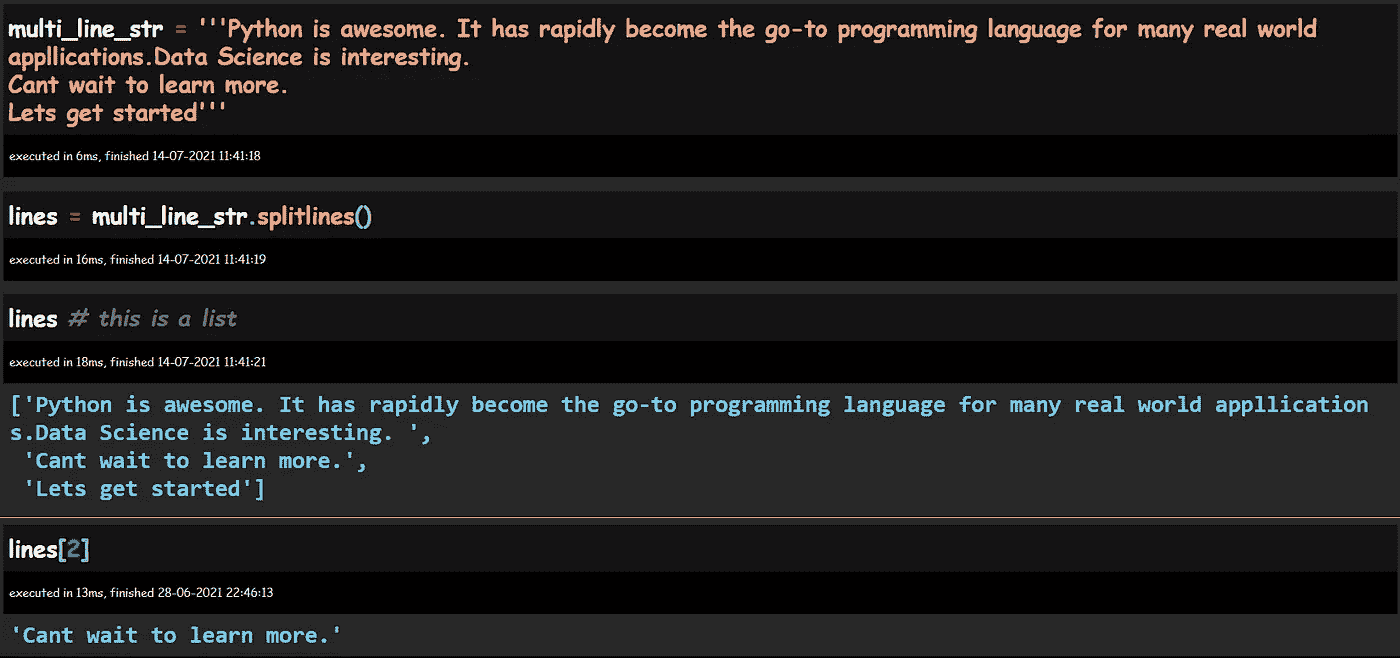 multi_line_str = '''Python is awesome. It has rapidly become the go-to programming language for many real world
appllications.Data Science is interesting.
Cant wait to learn more.
Lets get started'''
executed in 6ms, finished 14-07-2021 11:41:18
lines = multi_line_str.splitlines()
executed in 16ms, finished 14-07-2021 11:41:19
lines # this is a list
executed in 18ms, finished 14-07-2021 11:41:21
['Python is awesome. It has rapidly become the go-to programming language for many real world appllication
s.Data Science is interesting. ',
 'Cant wait to learn more.',
 'Lets get started']
lines[2]
executed in 13ms, finished 28-06-2021 22:46:13
'Cant wait to learn more.'